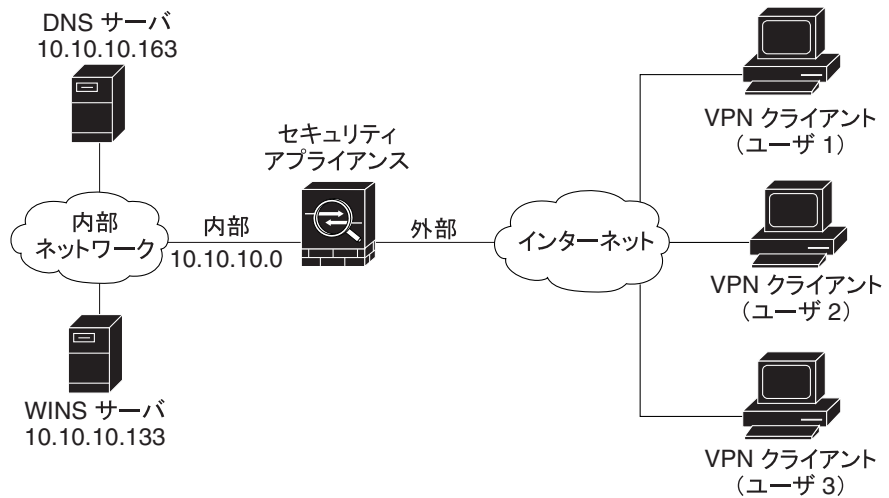 DNS サーバ
10.10.10.163
セキュリティ
アプライアンス
VPN クライアント
（ユーザ 1）
内部
ネットワーク
内部
10.10.10.0
外部
インターネット
VPN クライアント
（ユーザ 2）
WINS サーバ
10.10.10.133
VPN クライアント
（ユーザ 3）